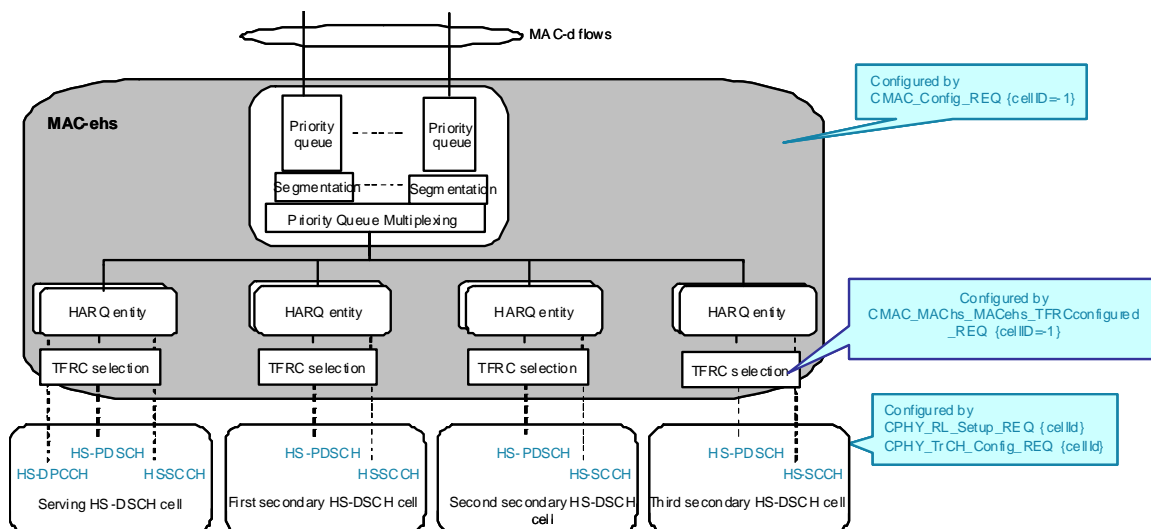 MAC-d flows
Configured by
CMAC_Config_REQ {cellID=-1}
MAC-ehs
Priority
queue
Priority
queue
Segmentation
Segmentation
Priority Queue Multiplexing
HARQ entity
HARQ entity
HARQ entity
HARQ entity
Configured by
CMAC_MAChs_MACehs_TFRCconfigured
_REQ {cellID=-1}
TFRC selection
TFRC selection
TFRC selection
TFRC selection
Configured by
CPHY_RL_Setup_REQ {cellId}
CPHY_TrCH_Config_REQ {cellId}
HS-PDSCH
HS-DPCCH
HSSCCH
Serving HS-DSCH cell
HS-PDSCH
HSSCCH
First secondary HS-DSCH cell
HS-PDSCH
HS-SCCH
Second secondary HS-DSCH
cell
HS-PDSCH
HS-SCCH
Third secondary HS-DSCH cell